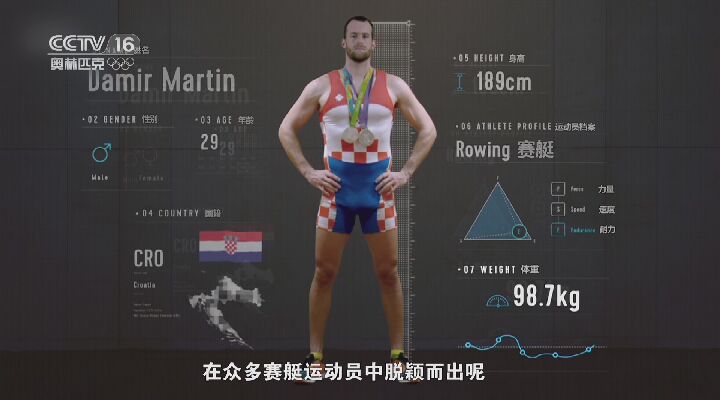 CCTV 16
奥林匹克
Damir Martin
02 GENDER 性别
Male
Female
03 AGE 年龄
29
04 COUNTRY 国籍
CRO
Croatia
05 HEIGHT 身高
189cm
06 ATHLETE PROFILE 运动员档案
Rowing 赛艇
Power 力量
Speed 速度
Endurance 耐力
07 WEIGHT 体重
98.7kg
在众多赛艇运动员中脱颖而出呢